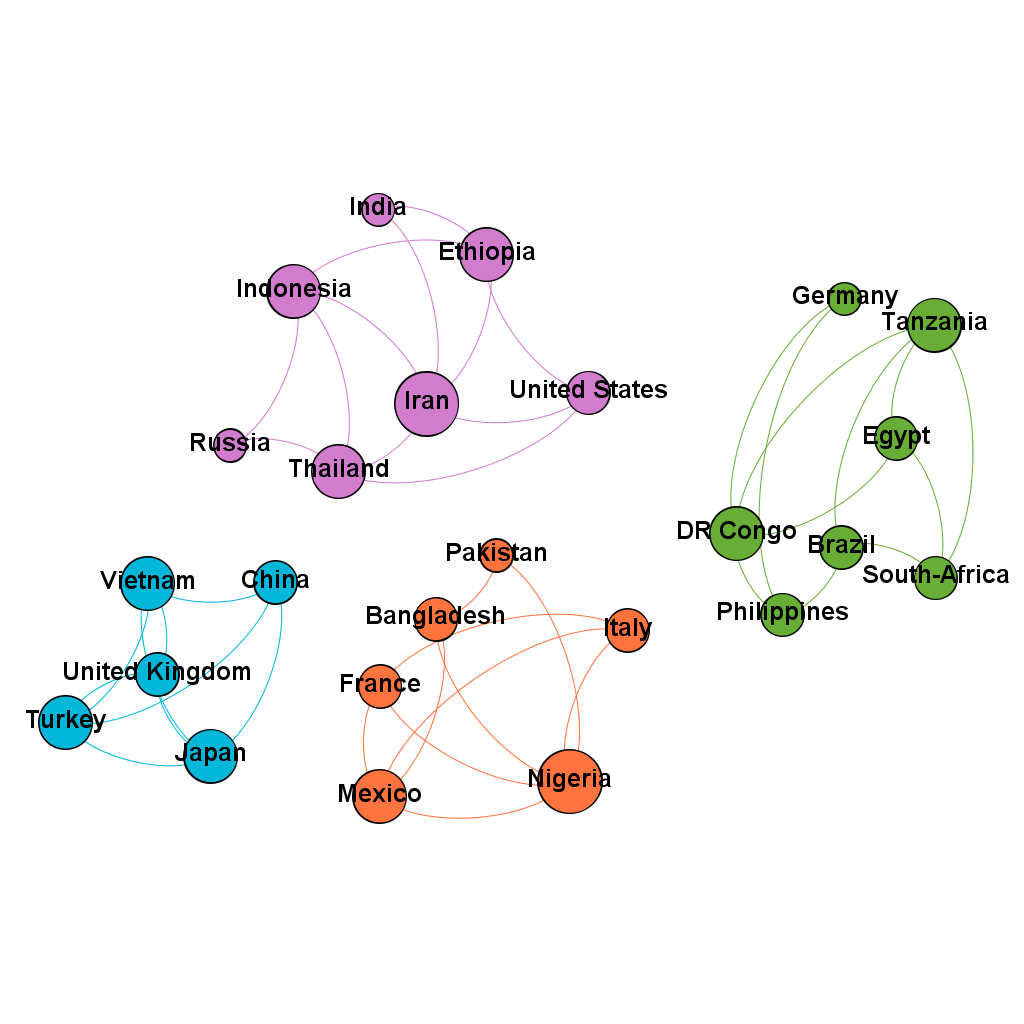 India
Ethiopia
Indonesia
Germany
Tanzania
Iran
United States
Russia
Thailand
Egypt
DR Congo
Brazil
South-Africa
Philippines
Pakistan
Vietnam
China
Bangladesh
Italy
United Kingdom
France
Turkey
Japan
Mexico
Nigeria